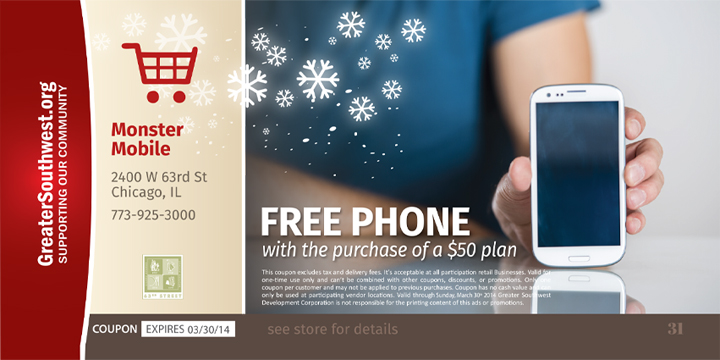 GreaterSouthwest.org
SUPPORTING OUR COMMUNITY
Monster
Mobile
2400 W 63rd St
Chicago, IL
773-925-3000
63RD STREET
FREE PHONE
with the purchase of a $50 plan
This coupon excludes tax and delivery fees. It's acceptable at all participation retail Businesses. Valid for
one-time use only and can't be combined with other coupons, discounts, or promotions. Only one
coupon per customer and may not be applied to previous purchases. Coupon has no cash value and can
only be used at participating vendor locations. Valid through Sunday, March 30th 2014 Greater Southwest
Development Corporation is not responsible for the printing content of this ads or promotions.
COUPON EXPIRES 03/30/14
see store for details
31